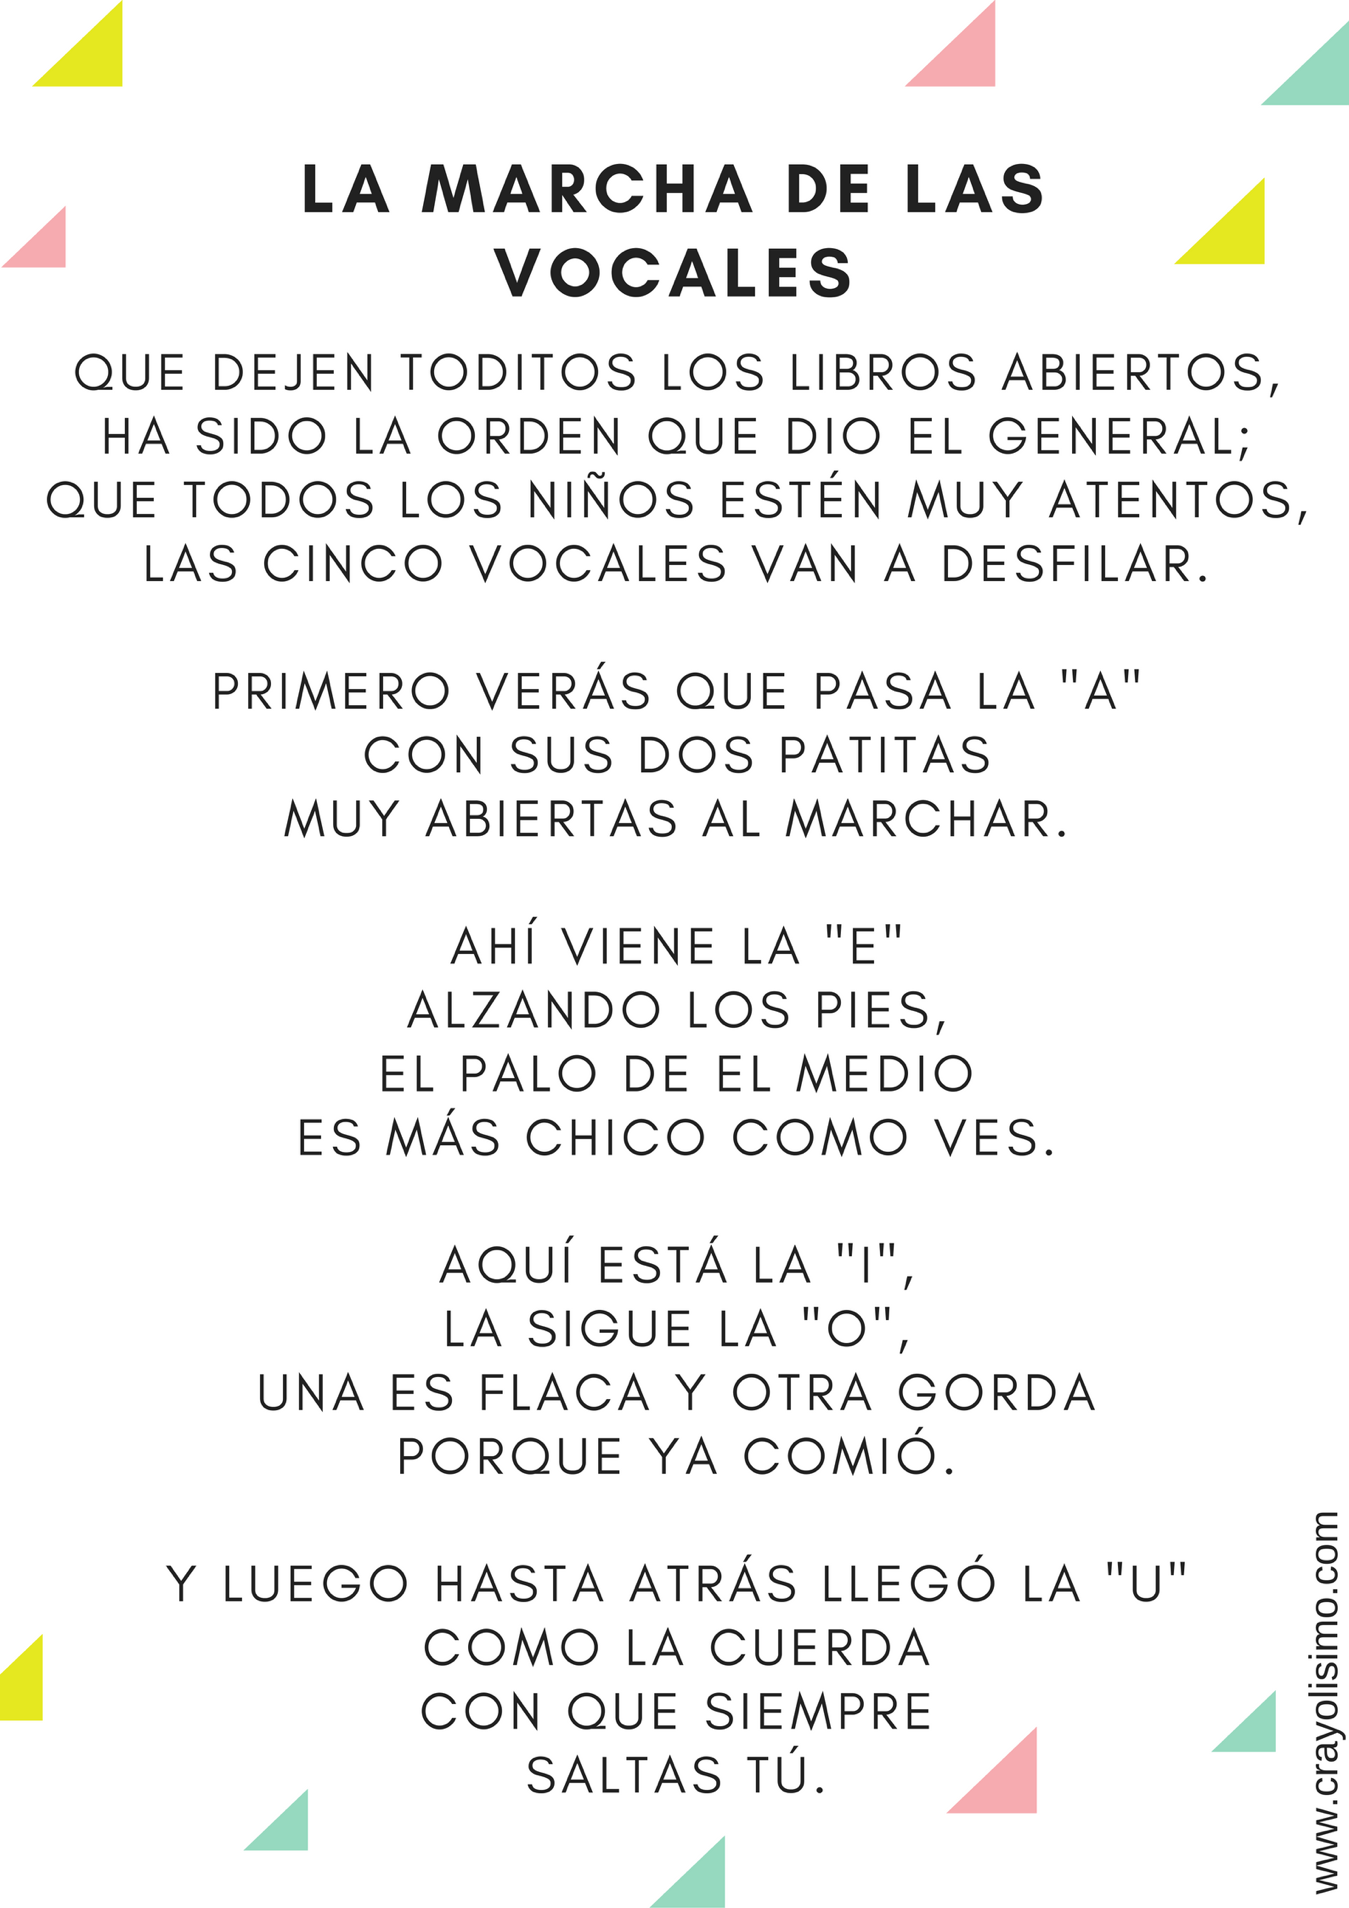 LA MARCHA DE LAS
VOCALES
QUE DEJEN TODITOS LOS LIBROS ABIERTOS,
HA SIDO LA ORDEN QUE DIO EL GENERAL;
QUE TODOS LOS NIÑOS ESTÉN MUY ATENTOS,
LAS CINCO VOCALES VAN A DESFILAR.
PRIMERO VERÁS QUE PASA LA "A"
CON SUS DOS PATITAS
MUY ABIERTAS AL MARCHAR.
AHÍ VIENE LA "E"
ALZANDO LOS PIES,
EL PALO DE EL MEDIO
ES MÁS CHICO COMO VES.
AQUÍ ESTÁ LA "I",
LA SIGUE LA "O",
UNA ES FLACA Y OTRA GORDA
PORQUE YA COMIÓ.
Y LUEGO HASTA ATRÁS LLEGÓ LA "U"
COMO LA CUERDA
CON QUE SIEMPRE
SALTAS TÚ.
www.crayolisimo.com